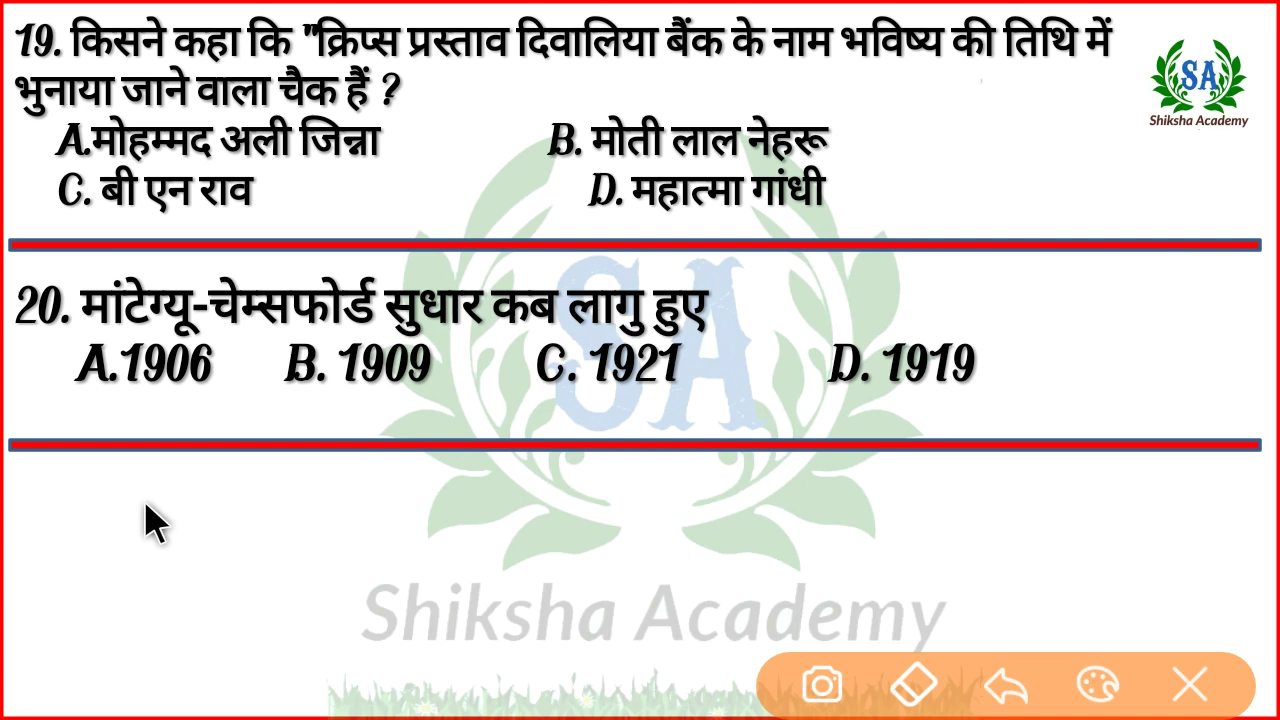 19. किसने कहा कि "क्रिप्स प्रस्ताव दिवालिया बैंक के नाम भविष्य की तिथि में
भुनाया जाने वाला चैक हैं ?
A.मोहम्मद अली जिन्ना B. मोती लाल नेहरू
C. बी एन राव D. महात्मा गांधी
SA
Shiksha Academy
20. मांटेग्यू-चेम्सफोर्ड सुधार कब लागु हुए
A.1906 B. 1909 C. 1921 D. 1919
SA
Shiksha Academy